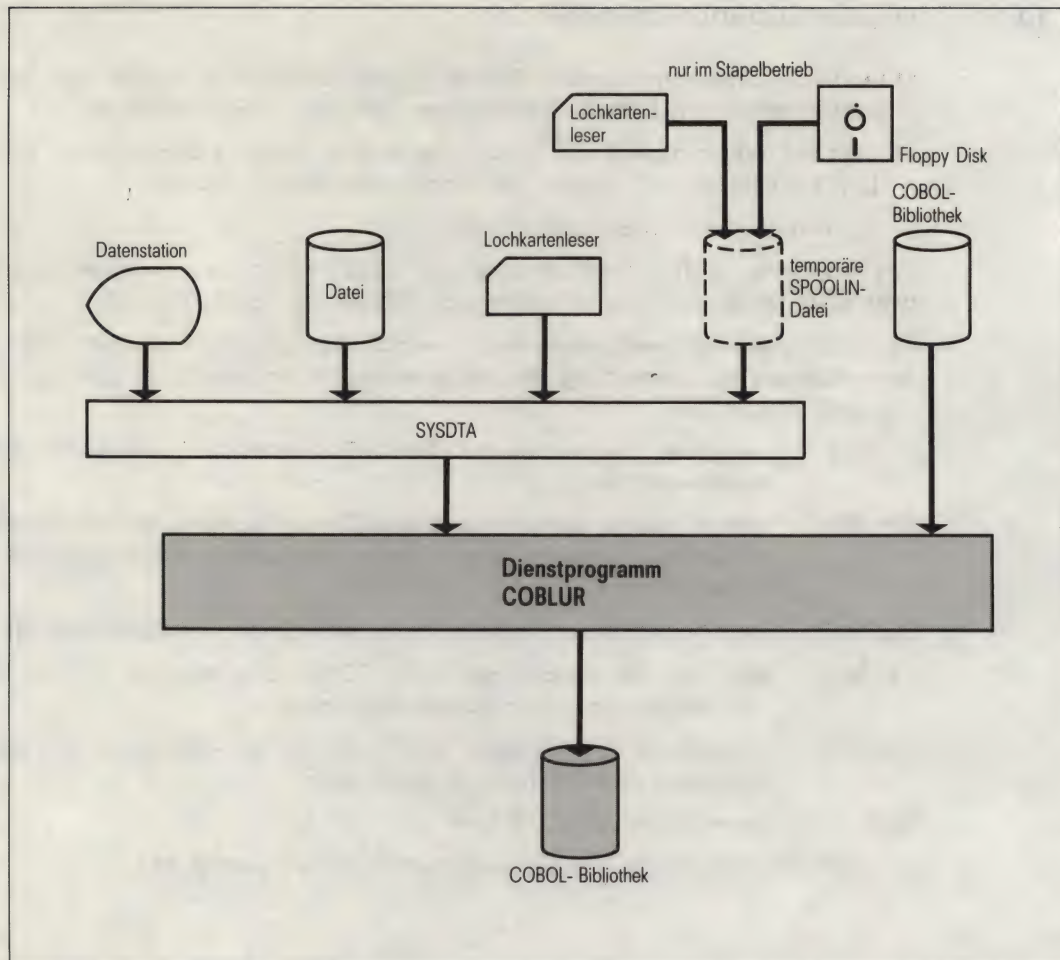 nur im Stapelbetrieb
Lochkarten-
leser
Floppy Disk
COBOL-
Bibliothek
Datenstation
Datei
Lochkartenleser
temporäre
SPOOLIN-
Datei
SYSDTA
Dienstprogramm
COBLUR
COBOL- Bibliothek